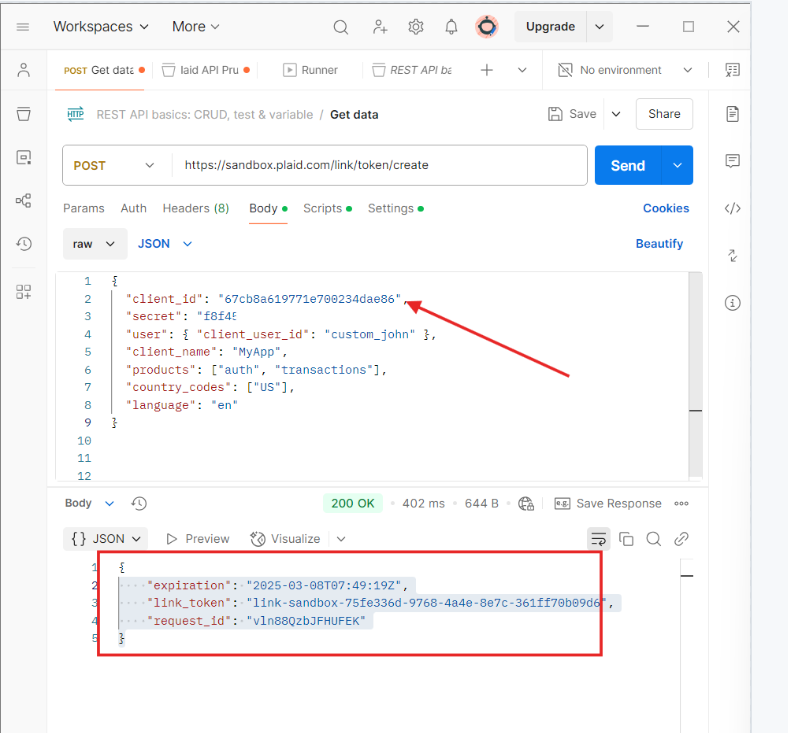 Workspaces More Upgrade
POST Get data laid API Pru Runner REST API ba No environment
HTTP REST API basics: CRUD, test & variable / Get data Save Share
POST https://sandbox.plaid.com/link/token/create Send
Params Auth Headers (8) Body Scripts Settings Cookies
raw JSON Beautify
1 {
2 "client_id": "67cb8a619771e700234dae86",
3 "secret": "f8f45
4 "user": { "client_user_id": "custom_john" },
5 "client_name": "MyApp",
6 "products": ["auth", "transactions"],
7 "country_codes": ["US"],
8 "language": "en"
9 }
10
11
12
Body 200 OK • 402 ms • 644 B • e.g. Save Response
{} JSON Preview Visualize
1 {
2 "expiration": "2025-03-08T07:49:19Z",
3 "link_token": "link-sandbox-75fe336d-9768-4a4e-8e7c-361ff70b09d6",
4 "request_id": "vln88QzbJFHUFEK"
5 }